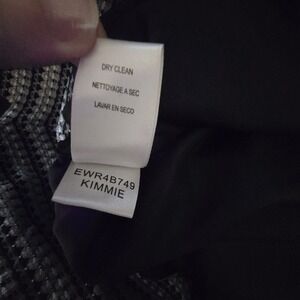 DRY CLEAN
NETTOYAGE A SEC
LAVAR EN SECO
EWR4B749
KIMMIE